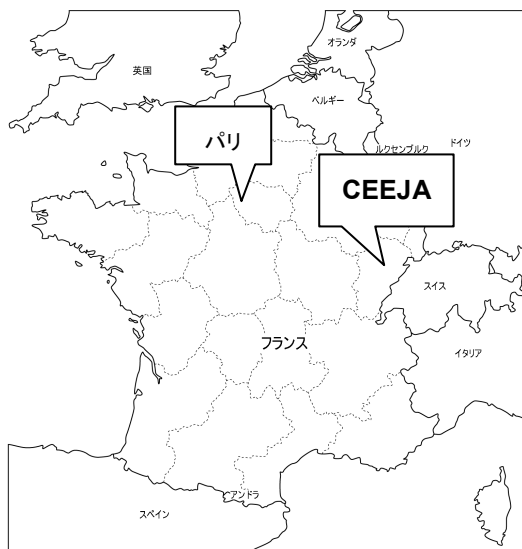 オランダ
英国
ベルギー
パリ
ルクセンブルク
ドイツ
CEEJA
スイス
フランス
イタリア
アンドラ
スペイン